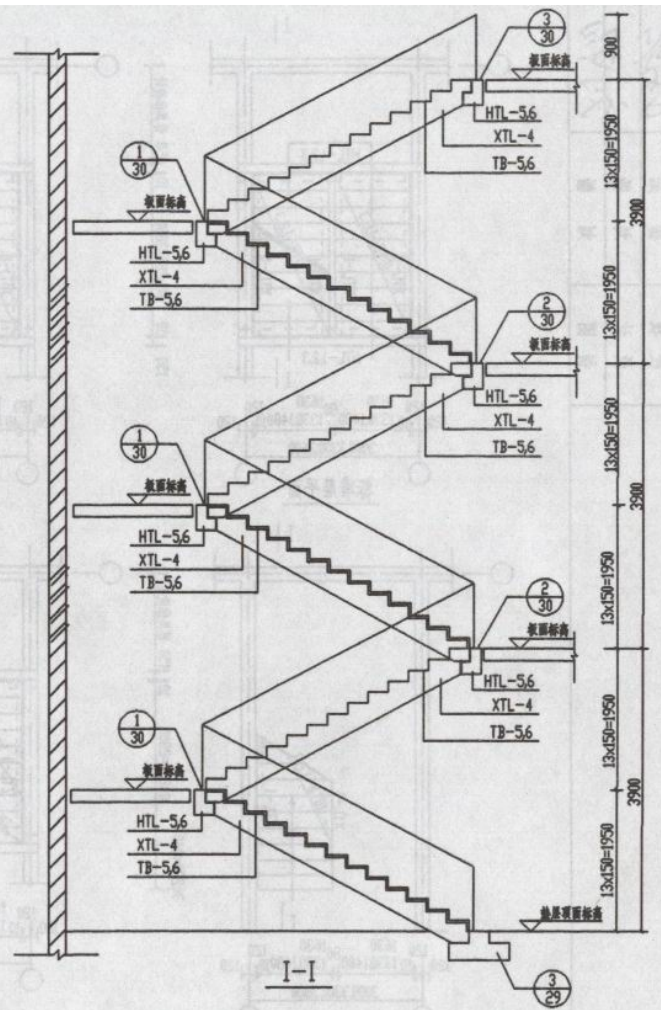 3
30
900
板面标高
HTL-5,6
XTL-4
TB-5,6
13x150=1950
3900
1
30
板面标高
HTL-5,6
XTL-4
TB-5,6
13x150=1950
2
30
板面标高
HTL-5,6
XTL-4
TB-5,6
13x150=1950
3900
1
30
板面标高
HTL-5,6
XTL-4
TB-5,6
13x150=1950
2
30
板面标高
HTL-5,6
XTL-4
TB-5,6
13x150=1950
3900
1
30
板面标高
HTL-5,6
XTL-4
TB-5,6
13x150=1950
垫层顶面标高
I-I
3
29